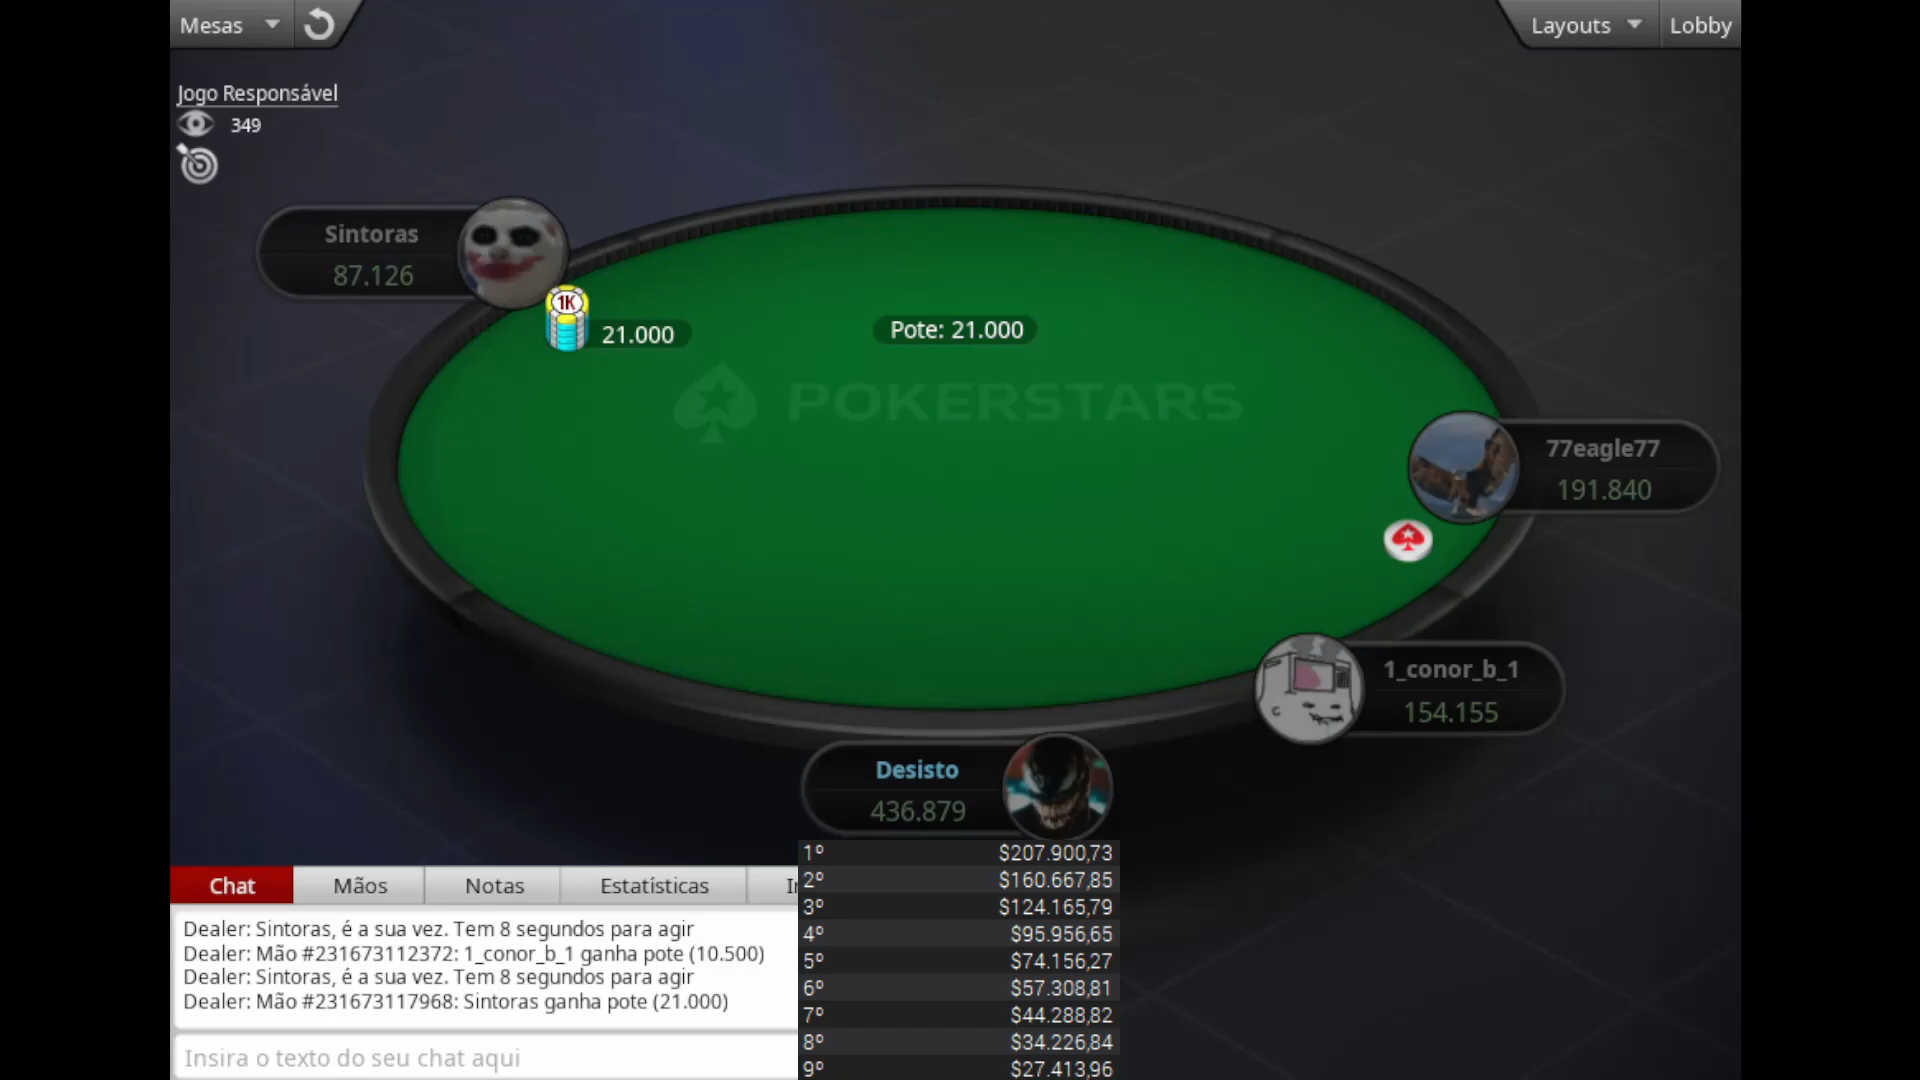 Mesas
Layouts
Lobby
Jogo Responsável
349
Sintoras
87.126
1K
21.000
Pote: 21.000
POKERSTARS
77eagle77
191.840
1_conor_b_1
154.155
Desisto
436.879
Chat
Mãos
Notas
Estatísticas
Dealer: Sintoras, é a sua vez. Tem 8 segundos para agir
Dealer: Mão #231673112372: 1_conor_b_1 ganha pote (10.500)
Dealer: Sintoras, é a sua vez. Tem 8 segundos para agir
Dealer: Mão #231673117968: Sintoras ganha pote (21.000)
Insira o texto do seu chat aqui
1º $207.900,73
2º $160.667,85
3º $124.165,79
4º $95.956,65
5º $74.156,27
6º $57.308,81
7º $44.288,82
8º $34.226,84
9º $27.413,96